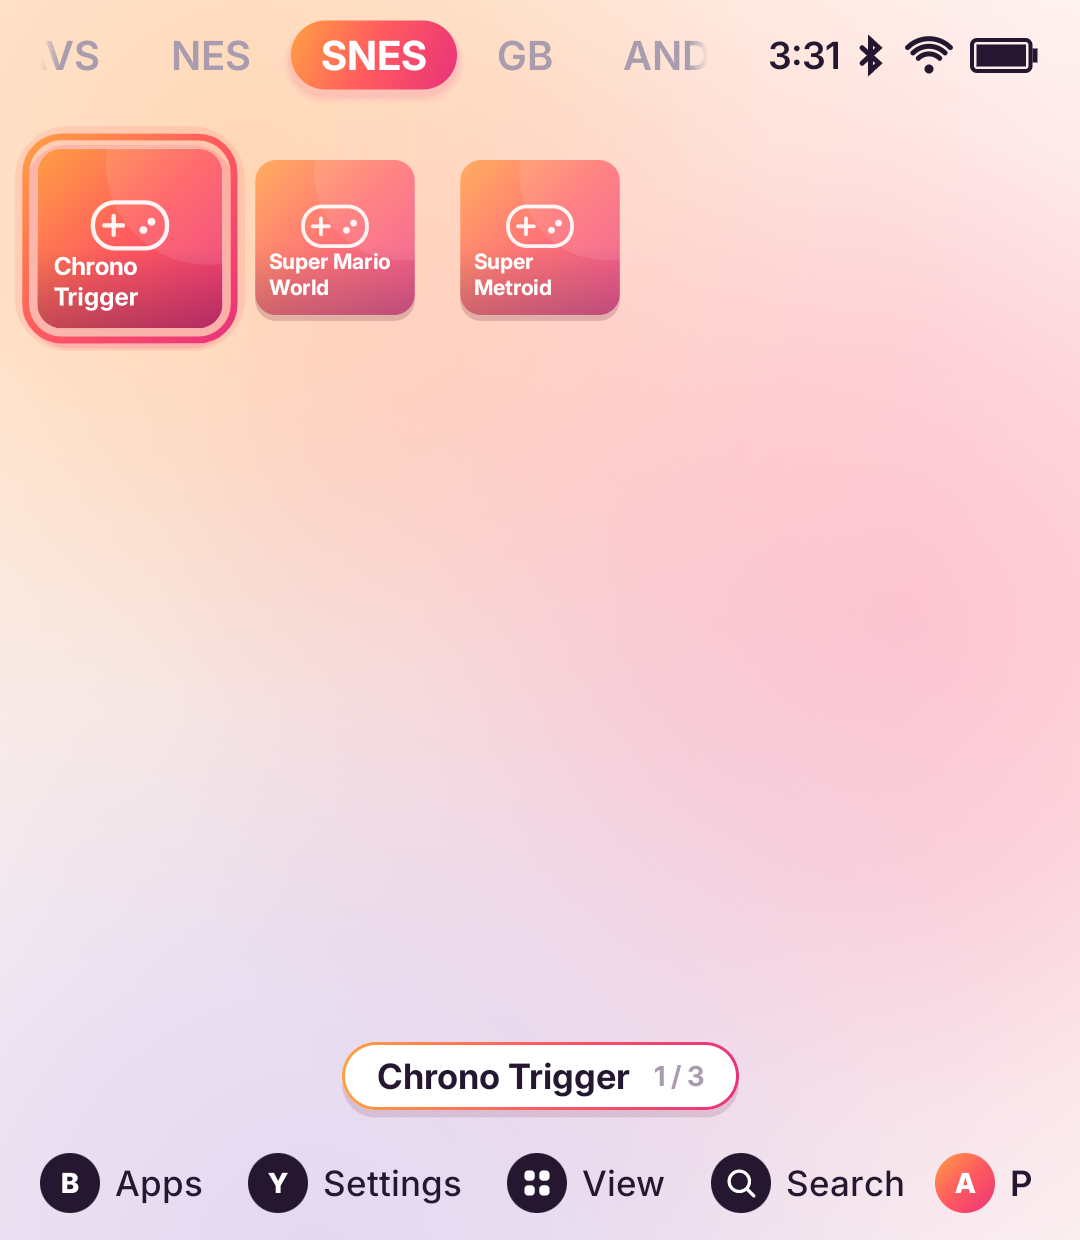 VS NES SNES GB AND 3:31
Chrono
Trigger
Super Mario
World
Super
Metroid
Chrono Trigger 1 / 3
B Apps Y Settings View Search A P